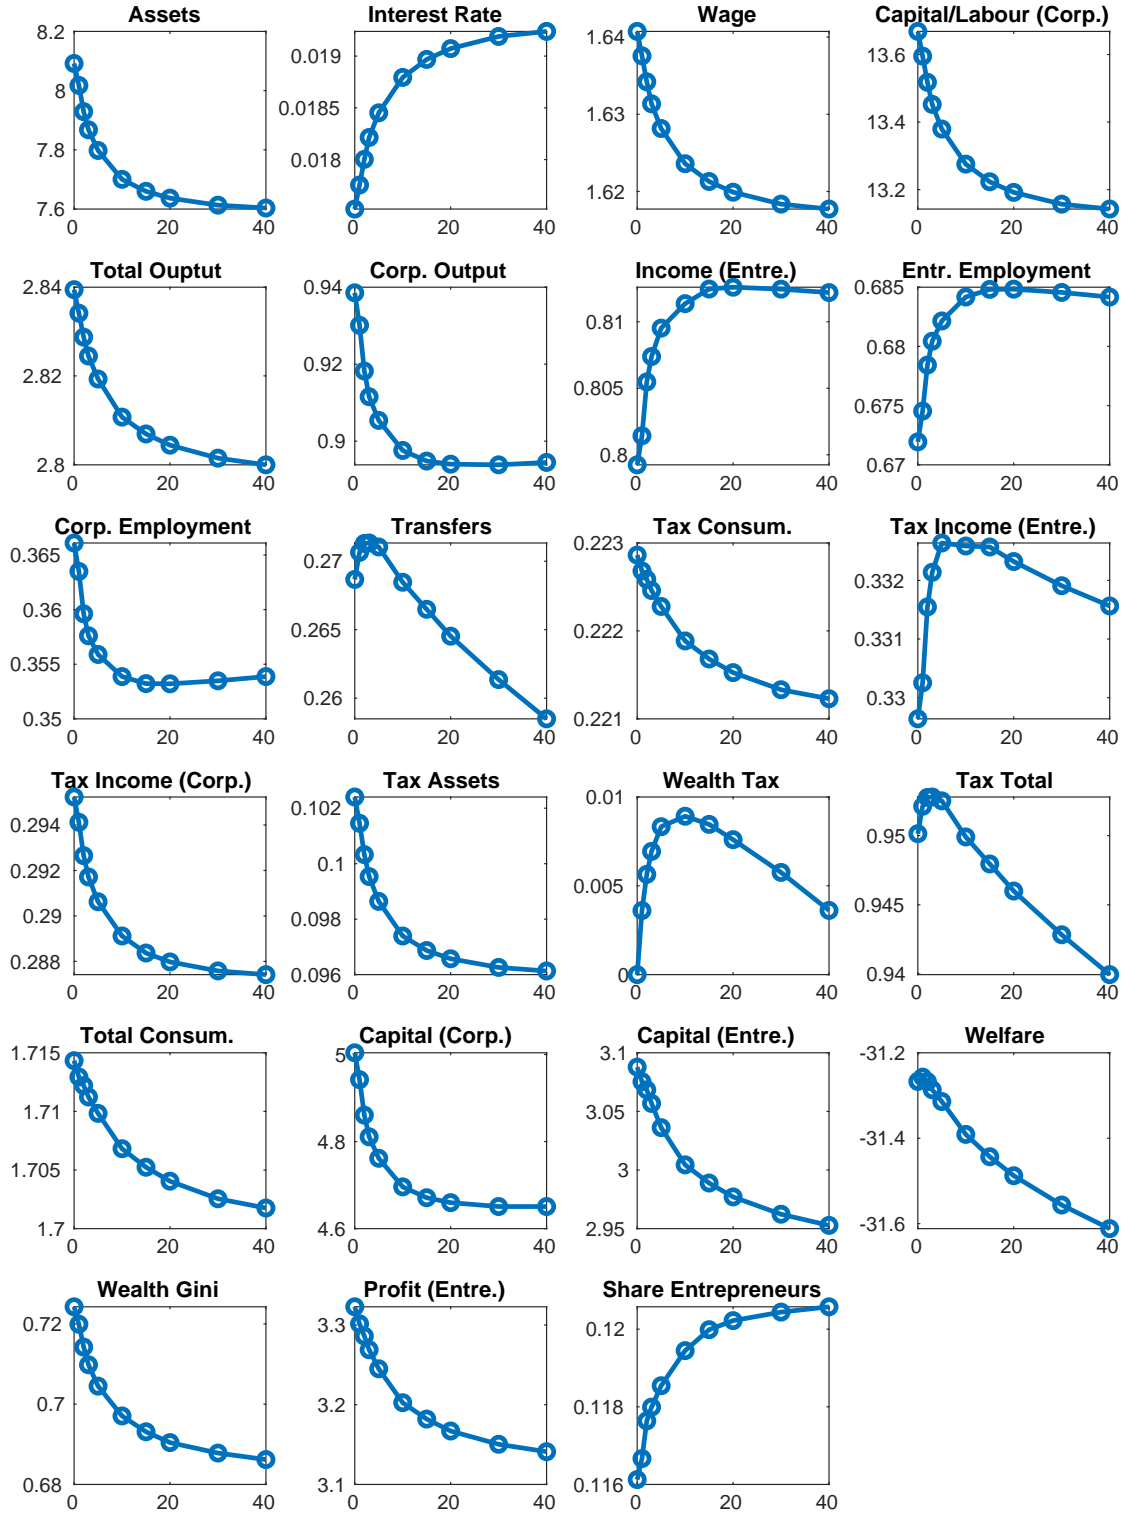 Assets Interest Rate Wage Capital/Labour (Corp.)
8.2
8
7.8
7.6
0 20 40
0.019
0.0185
0.018
0 20 40
1.64
1.63
1.62
0 20 40
13.6
13.4
13.2
0 20 40
Total Ouptut Corp. Output Income (Entre.) Entr. Employment
2.84
2.82
2.8
0 20 40
0.94
0.92
0.9
0 20 40
0.81
0.805
0.8
0 20 40
0.685
0.68
0.675
0.67
0 20 40
Corp. Employment Transfers Tax Consum. Tax Income (Entre.)
0.365
0.36
0.355
0.35
0 20 40
0.27
0.265
0.26
0 20 40
0.223
0.222
0.221
0 20 40
0.332
0.331
0.33
0 20 40
Tax Income (Corp.) Tax Assets Wealth Tax Tax Total
0.294
0.292
0.29
0.288
0 20 40
0.102
0.1
0.098
0.096
0 20 40
0.01
0.005
0
0 20 40
0.95
0.945
0.94
0 20 40
Total Consum. Capital (Corp.) Capital (Entre.) Welfare
1.715
1.71
1.705
1.7
0 20 40
5
4.8
4.6
0 20 40
3.1
3.05
3
2.95
0 20 40
-31.2
-31.4
-31.6
0 20 40
Wealth Gini Profit (Entre.) Share Entrepreneurs
0.72
0.7
0.68
0 20 40
3.3
3.2
3.1
0 20 40
0.12
0.118
0.116
0 20 40